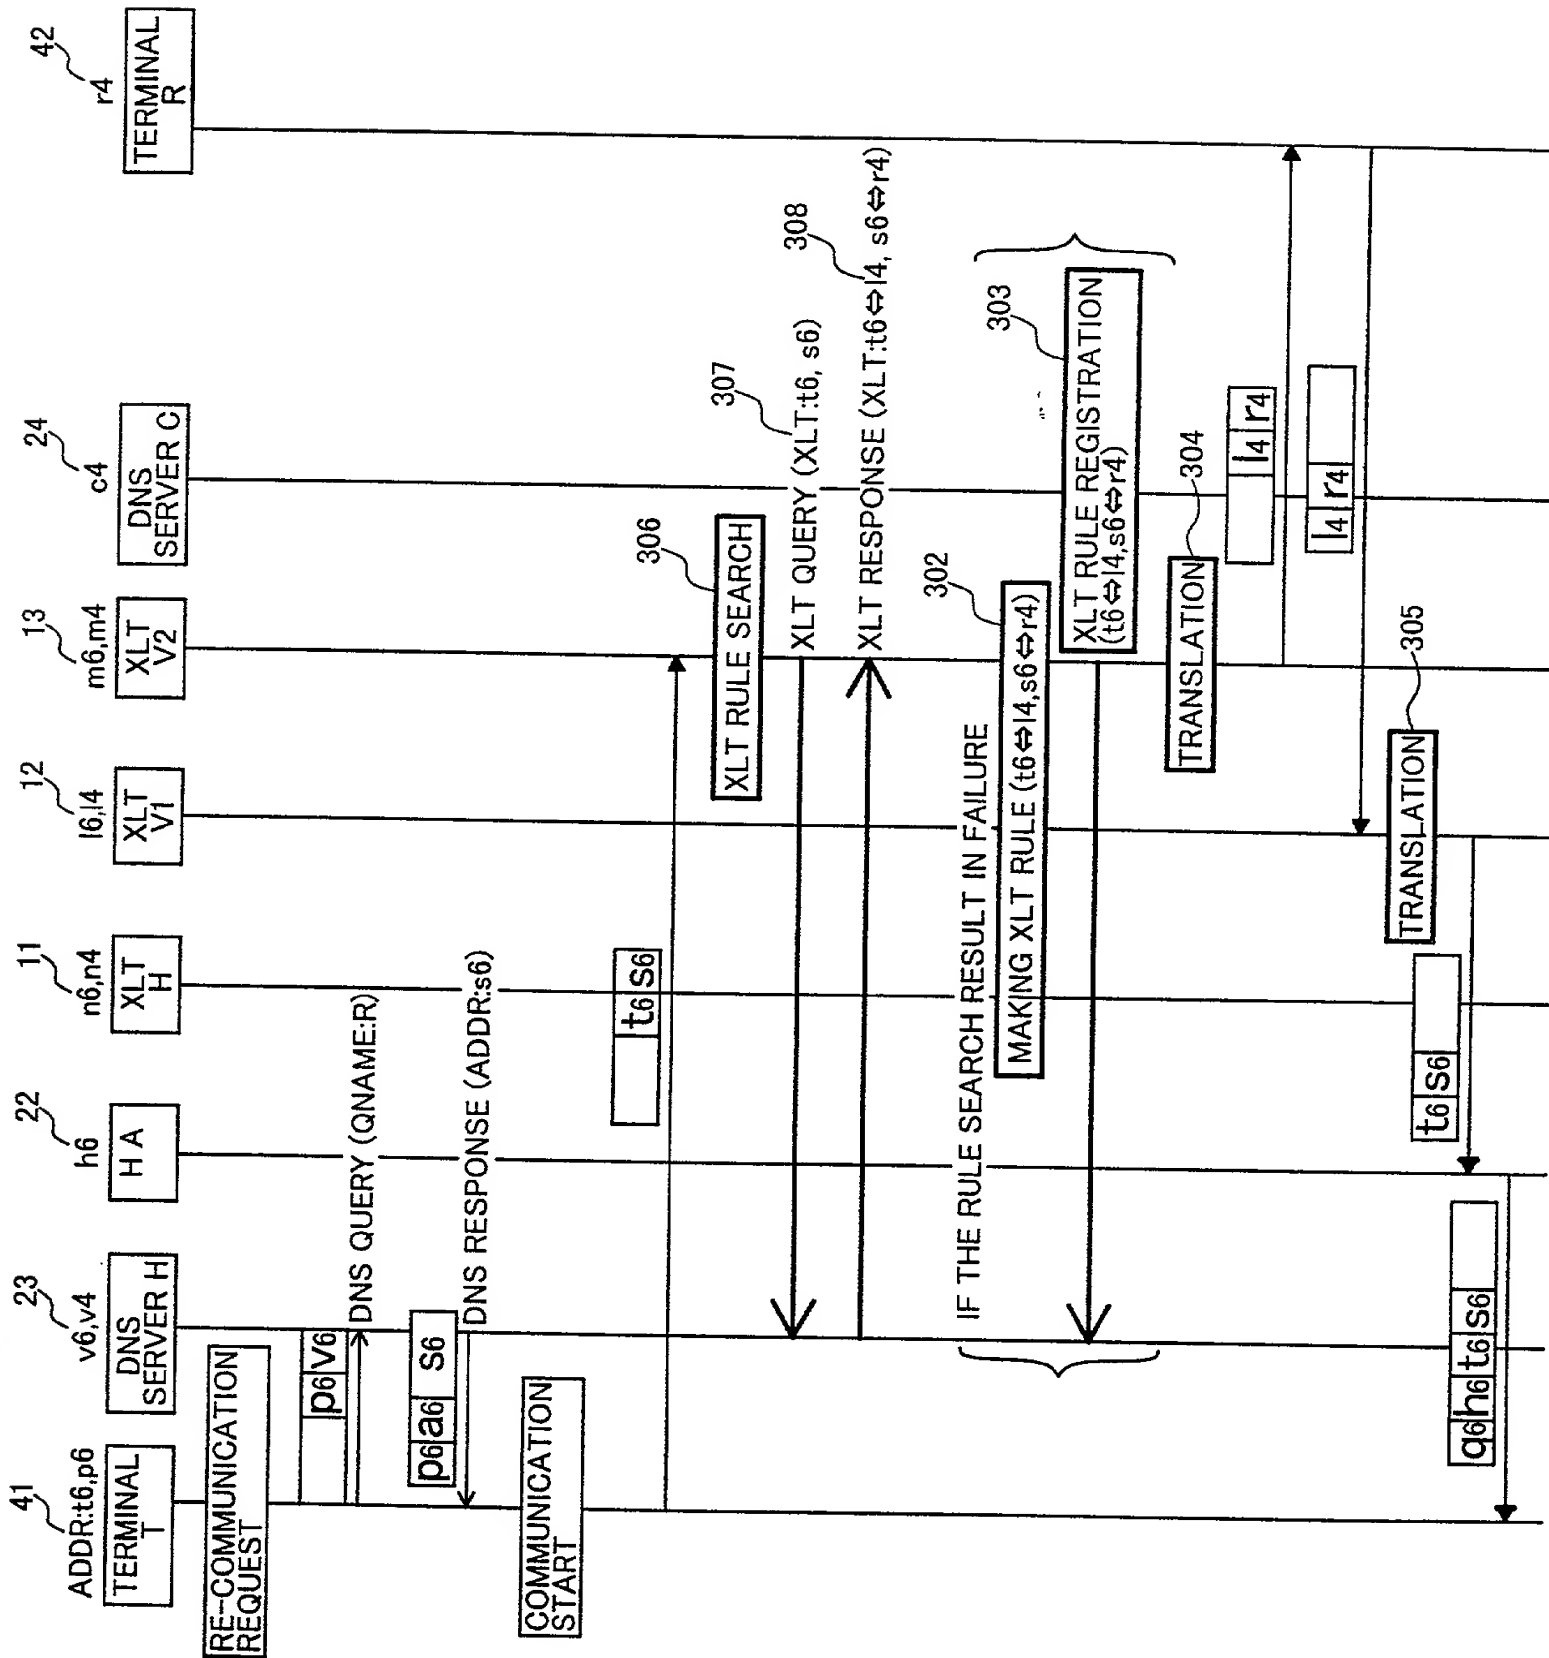 41
ADDR:t6,p6
TERMINAL
T
23
v6,v4
DNS
SERVER H
22
h6
H A
11
n6,n4
XLT
H
12
l6,l4
XLT
V1
13
m6,m4
XLT
V2
24
c4
DNS
SERVER C
42
r4
TERMINAL
R
RE-COMMUNICATION
REQUEST
p6 v6
DNS QUERY (QNAME:R)
p6 a6 s6
DNS RESPONSE (ADDR:s6)
COMMUNICATION
START
t6 s6
XLT RULE SEARCH
306
XLT QUERY (XLT:t6, s6)
307
XLT RESPONSE (XLT:t6⇔l4, s6⇔r4)
308
IF THE RULE SEARCH RESULT IN FAILURE
MAKING XLT RULE (t6⇔l4,s6⇔r4)
302
XLT RULE REGISTRATION
(t6⇔l4,s6⇔r4)
303
TRANSLATION
304
l4 r4
l4 r4
TRANSLATION
305
t6 s6
q6 h6 t6 s6